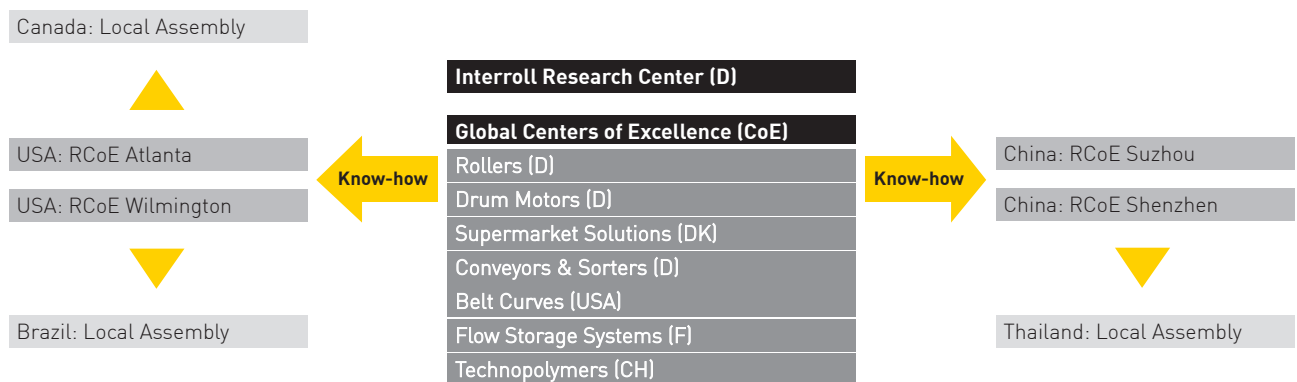 Canada: Local Assembly
USA: RCoE Atlanta
USA: RCoE Wilmington
Brazil: Local Assembly
Know-how
Interroll Research Center (D)
Global Centers of Excellence (CoE)
Rollers (D)
Drum Motors (D)
Supermarket Solutions (DK)
Conveyors & Sorters (D)
Belt Curves (USA)
Flow Storage Systems (F)
Technopolymers (CH)
Know-how
China: RCoE Suzhou
China: RCoE Shenzhen
Thailand: Local Assembly